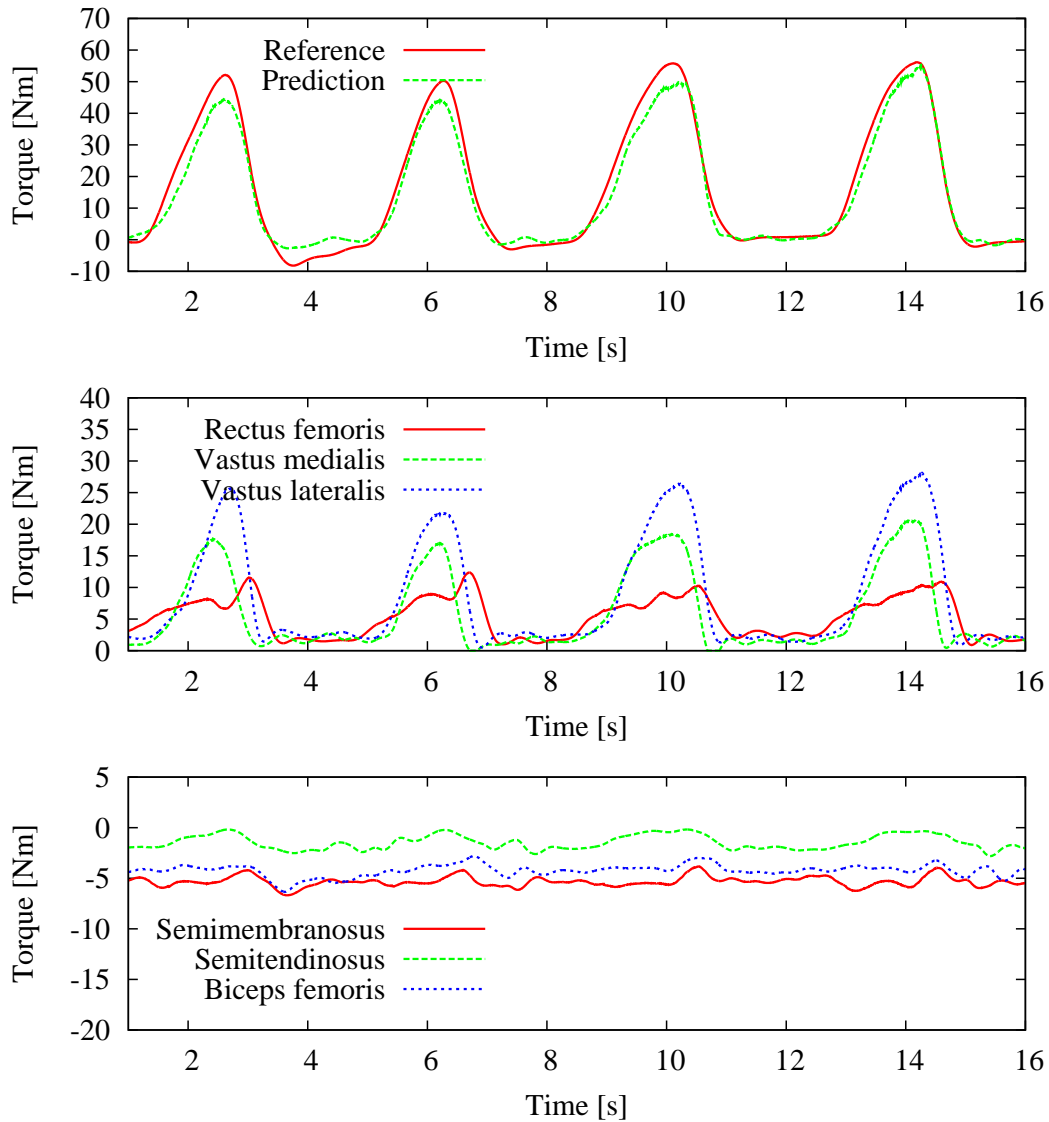 70
60
50
40
30
20
10
0
-10
Torque [Nm]
Reference
Prediction
2 4 6 8 10 12 14 16
Time [s]
40
35
30
25
20
15
10
5
0
Torque [Nm]
Rectus femoris
Vastus medialis
Vastus lateralis
2 4 6 8 10 12 14 16
Time [s]
5
0
-5
-10
-15
-20
Torque [Nm]
Semimembranosus
Semitendinosus
Biceps femoris
2 4 6 8 10 12 14 16
Time [s]